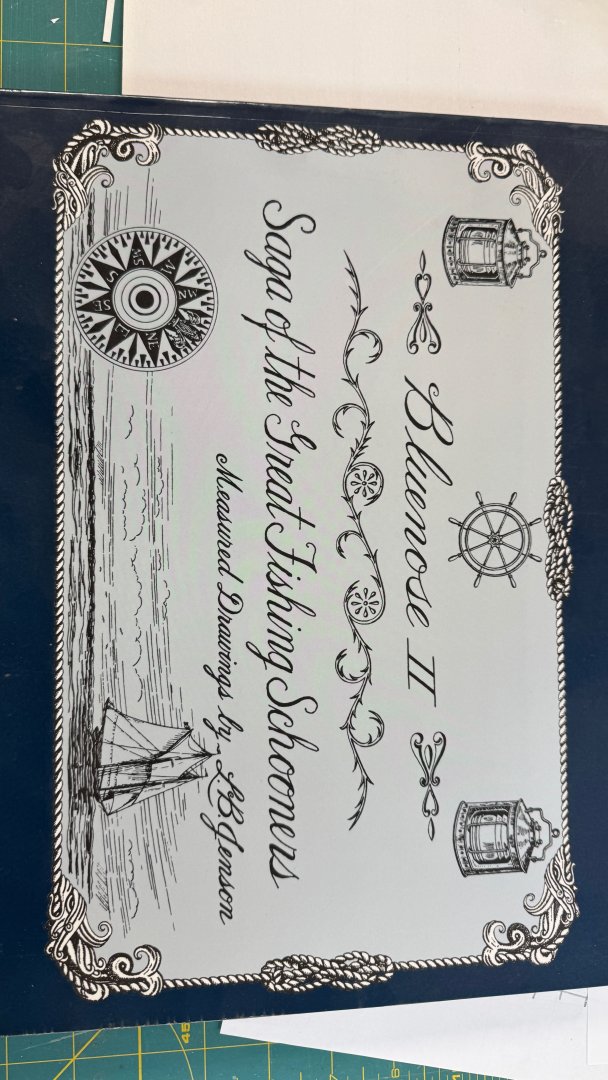 Bluenose II
Saga of the Great Fishing Schooners
Measured Drawings by L.B. Jenson